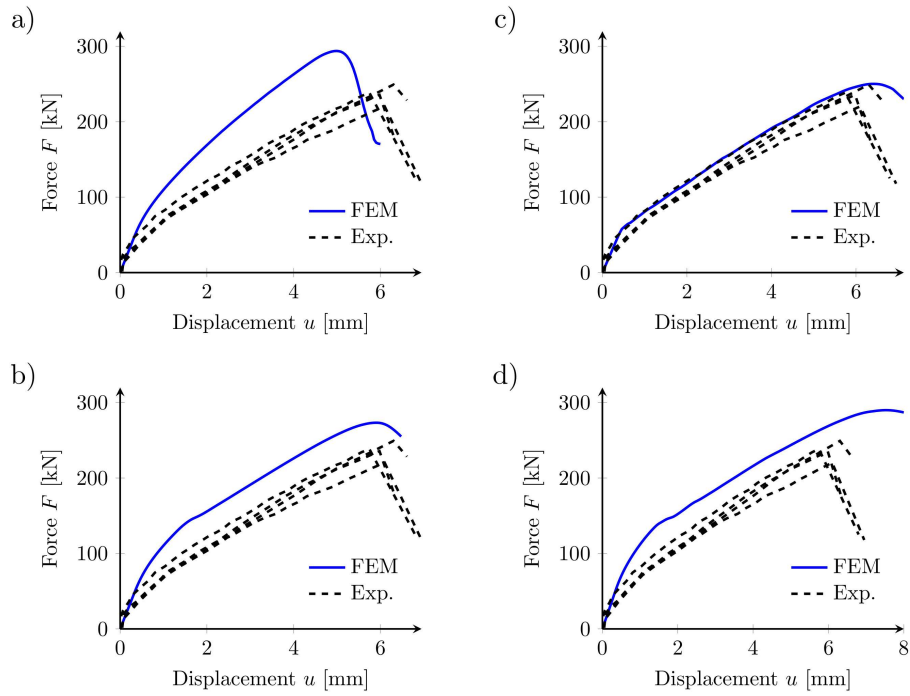 a)
300
200
100
0
0 2 4 6
Force F [kN]
Displacement u [mm]
FEM
Exp.
c)
300
200
100
0
0 2 4 6
Force F [kN]
Displacement u [mm]
FEM
Exp.
b)
300
200
100
0
0 2 4 6
Force F [kN]
Displacement u [mm]
FEM
Exp.
d)
300
200
100
0
0 2 4 6 8
Force F [kN]
Displacement u [mm]
FEM
Exp.